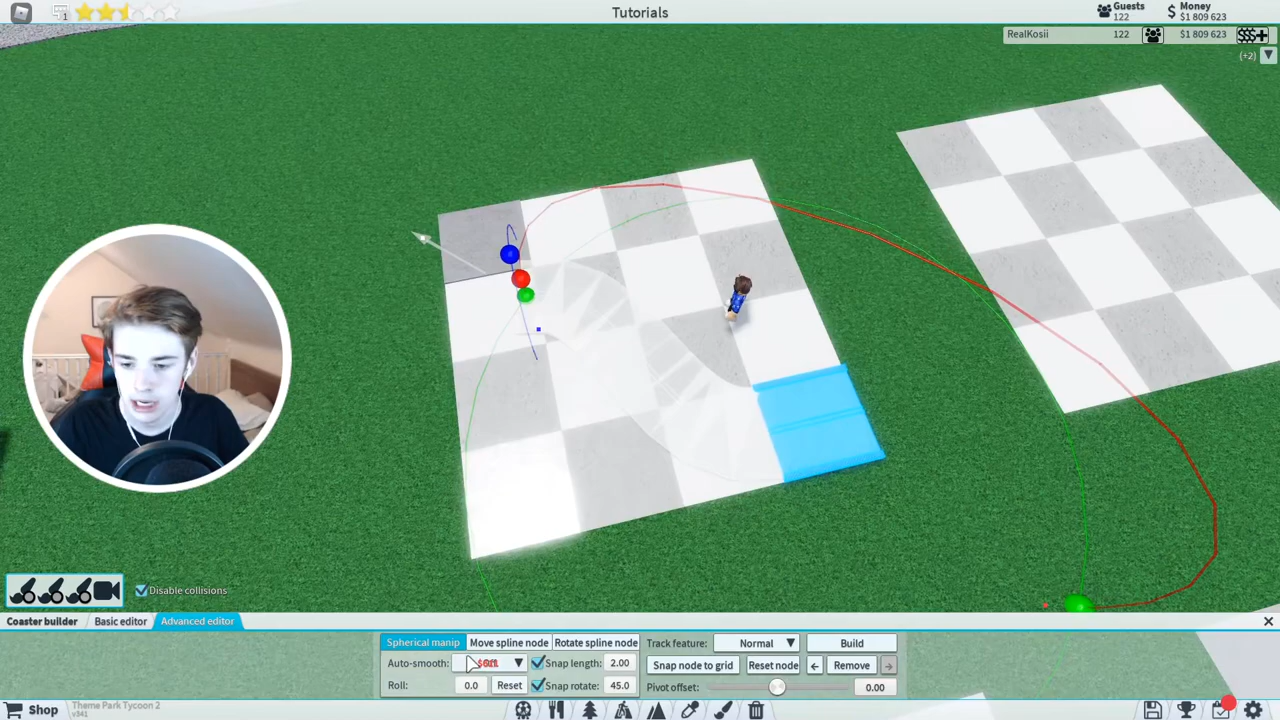 1
Tutorials
Guests
122
Money
$1 809 623
RealKosii 122 $1 809 623 $$$+
(+2)
Disable collisions
Coaster builder Basic editor Advanced editor
Spherical manip Move spline node Rotate spline node Track feature: Normal Build
Auto-smooth: Snap length: 2.00 Snap node to grid Reset node Remove
Roll: 0.0 Reset Snap rotate: 45.0 Pivot offset: 0.00
Shop
Theme Park Tycoon 2
v341